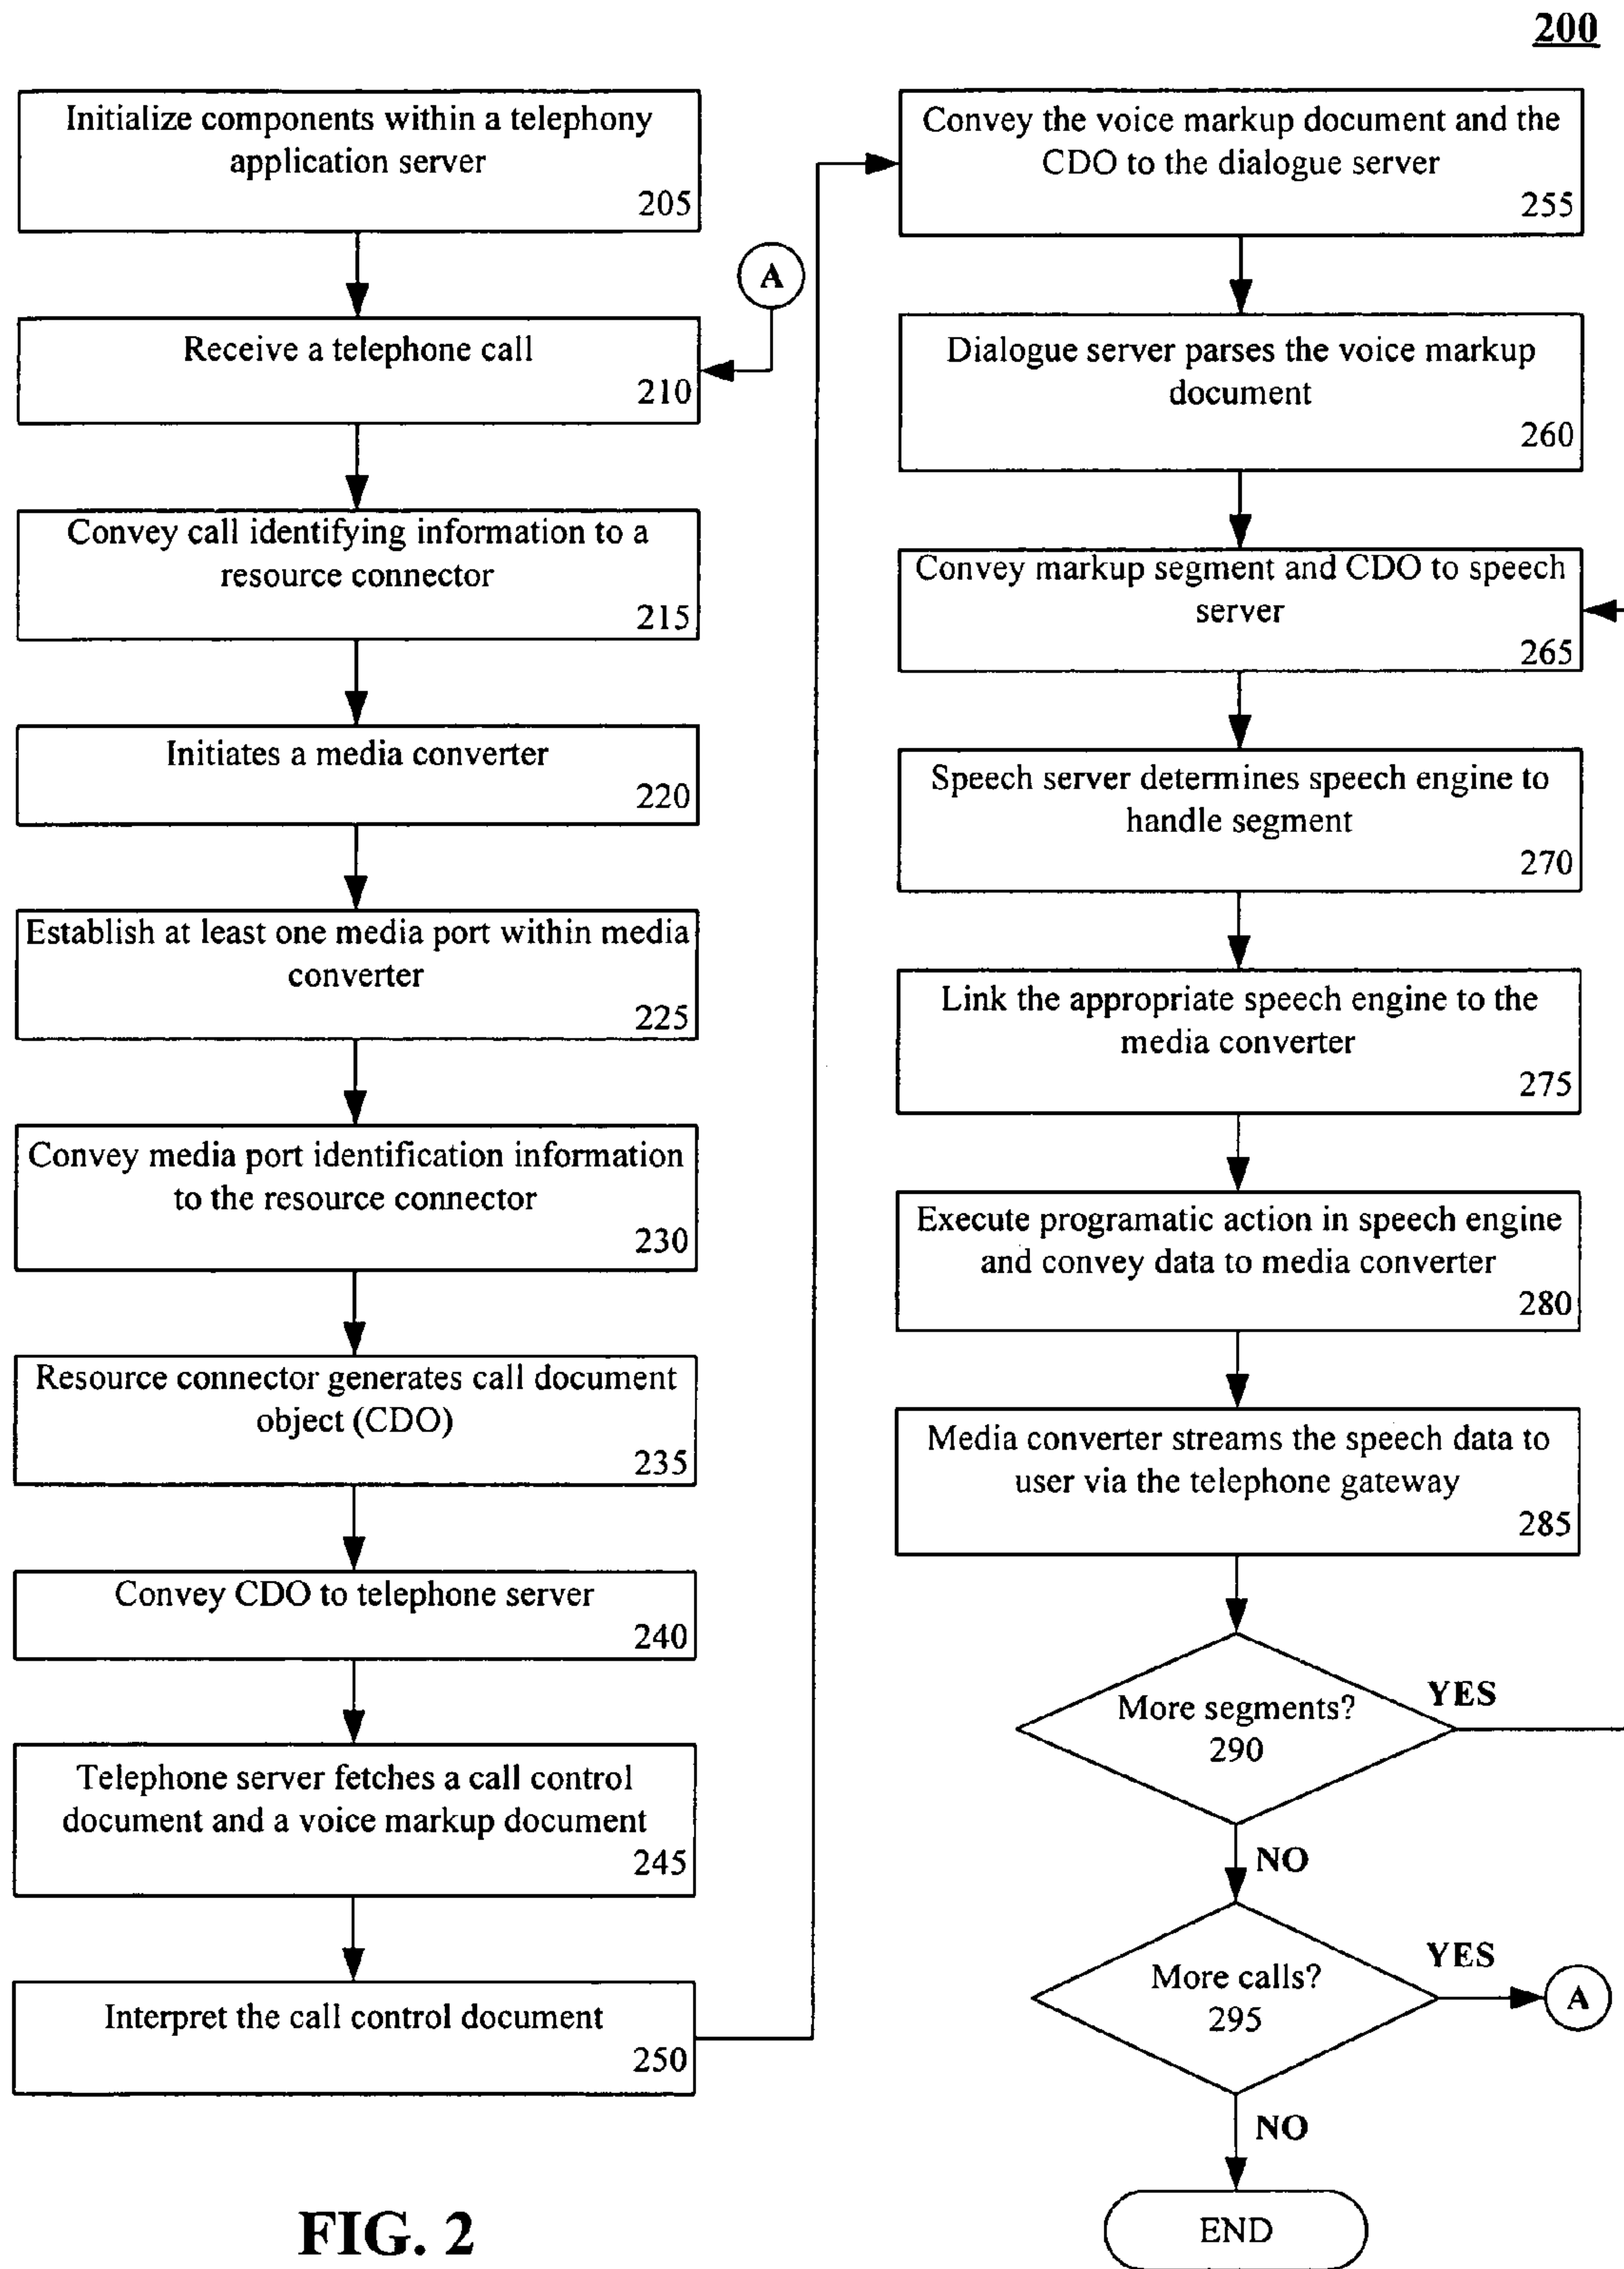 200
Initialize components within a telephony
application server
205
A
Receive a telephone call
210
Convey call identifying information to a
resource connector
215
Initiates a media converter
220
Establish at least one media port within media
converter
225
Convey media port identification information
to the resource connector
230
Resource connector generates call document
object (CDO)
235
Convey CDO to telephone server
240
Telephone server fetches a call control
document and a voice markup document
245
Interpret the call control document
250
Convey the voice markup document and the
CDO to the dialogue server
255
Dialogue server parses the voice markup
document
260
Convey markup segment and CDO to speech
server
265
Speech server determines speech engine to
handle segment
270
Link the appropriate speech engine to the
media converter
275
Execute programatic action in speech engine
and convey data to media converter
280
Media converter streams the speech data to
user via the telephone gateway
285
More segments?
290
YES
NO
More calls?
295
YES
A
NO
END
FIG. 2